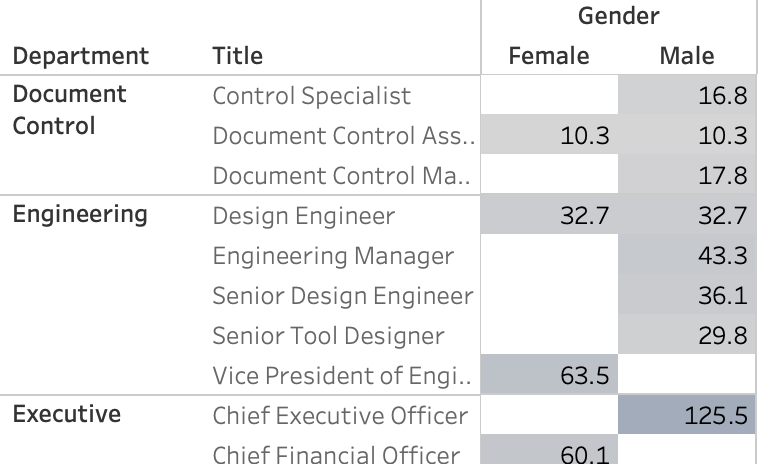 Gender
Department Title Female Male
Document Control Specialist 16.8
Control Document Control Ass.. 10.3 10.3
Document Control Ma.. 17.8
Engineering Design Engineer 32.7 32.7
Engineering Manager 43.3
Senior Design Engineer 36.1
Senior Tool Designer 29.8
Vice President of Engi.. 63.5
Executive Chief Executive Officer 125.5
Chief Financial Officer 60.1